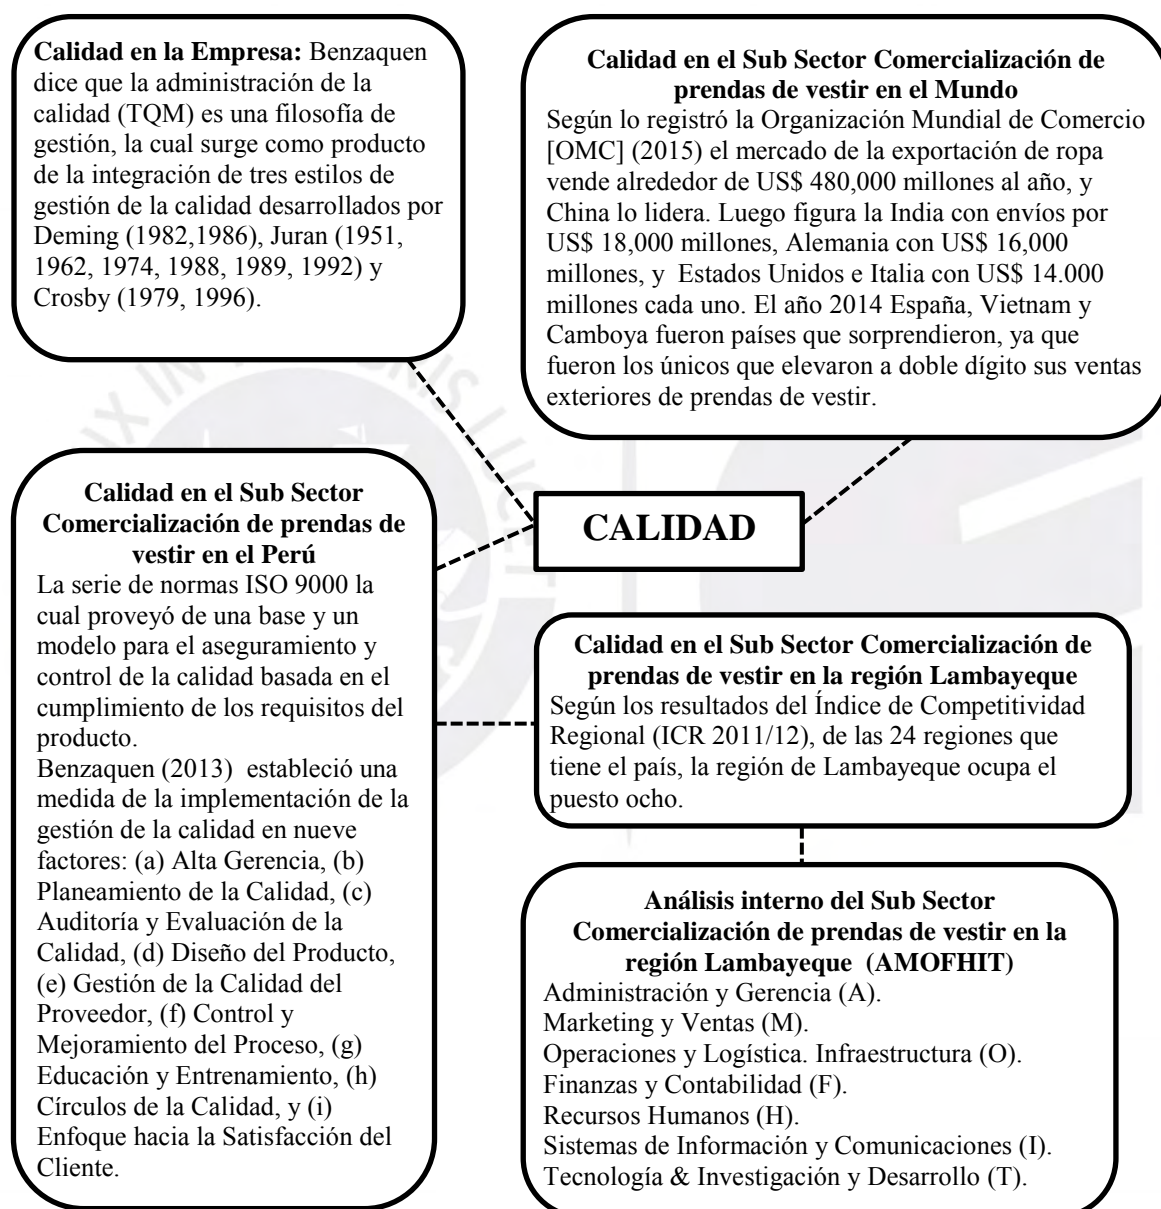 Calidad en la Empresa: Benzaquen
dice que la administración de la
calidad (TQM) es una filosofía de
gestión, la cual surge como producto
de la integración de tres estilos de
gestión de la calidad desarrollados por
Deming (1982,1986), Juran (1951,
1962, 1974, 1988, 1989, 1992) y
Crosby (1979, 1996).
Calidad en el Sub Sector Comercialización de
prendas de vestir en el Mundo
Según lo registró la Organización Mundial de Comercio
[OMC] (2015) el mercado de la exportación de ropa
vende alrededor de US$ 480,000 millones al año, y
China lo lidera. Luego figura la India con envíos por
US$ 18,000 millones, Alemania con US$ 16,000
millones, y Estados Unidos e Italia con US$ 14.000
millones cada uno. El año 2014 España, Vietnam y
Camboya fueron países que sorprendieron, ya que
fueron los únicos que elevaron a doble dígito sus ventas
exteriores de prendas de vestir.
CALIDAD
Calidad en el Sub Sector
Comercialización de prendas de
vestir en el Perú
La serie de normas ISO 9000 la
cual proveyó de una base y un
modelo para el aseguramiento y
control de la calidad basada en el
cumplimiento de los requisitos del
producto.
Benzaquen (2013) estableció una
medida de la implementación de la
gestión de la calidad en nueve
factores: (a) Alta Gerencia, (b)
Planeamiento de la Calidad, (c)
Auditoría y Evaluación de la
Calidad, (d) Diseño del Producto,
(e) Gestión de la Calidad del
Proveedor, (f) Control y
Mejoramiento del Proceso, (g)
Educación y Entrenamiento, (h)
Círculos de la Calidad, y (i)
Enfoque hacia la Satisfacción del
Cliente.
Calidad en el Sub Sector Comercialización de
prendas de vestir en la región Lambayeque
Según los resultados del Índice de Competitividad
Regional (ICR 2011/12), de las 24 regiones que
tiene el país, la región de Lambayeque ocupa el
puesto ocho.
Análisis interno del Sub Sector
Comercialización de prendas de vestir en la
región Lambayeque (AMOFHIT)
Administración y Gerencia (A).
Marketing y Ventas (M).
Operaciones y Logística. Infraestructura (O).
Finanzas y Contabilidad (F).
Recursos Humanos (H).
Sistemas de Información y Comunicaciones (I).
Tecnología & Investigación y Desarrollo (T).